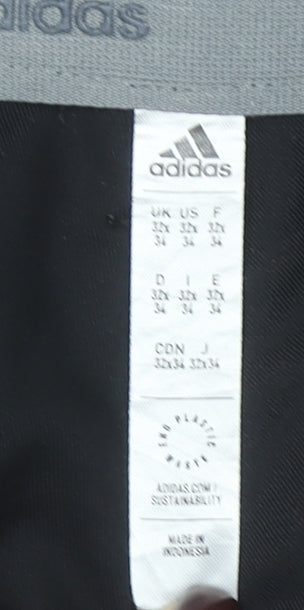 adidas
adidas
UK US F
32x 32x 32x
34 34 34
D I E
32x 32x 32x
34 34 34
CDN J
32x34 32x34
END PLASTIC WASTE
ADIDAS.COM/
SUSTAINABILITY
MADE IN
INDONESIA